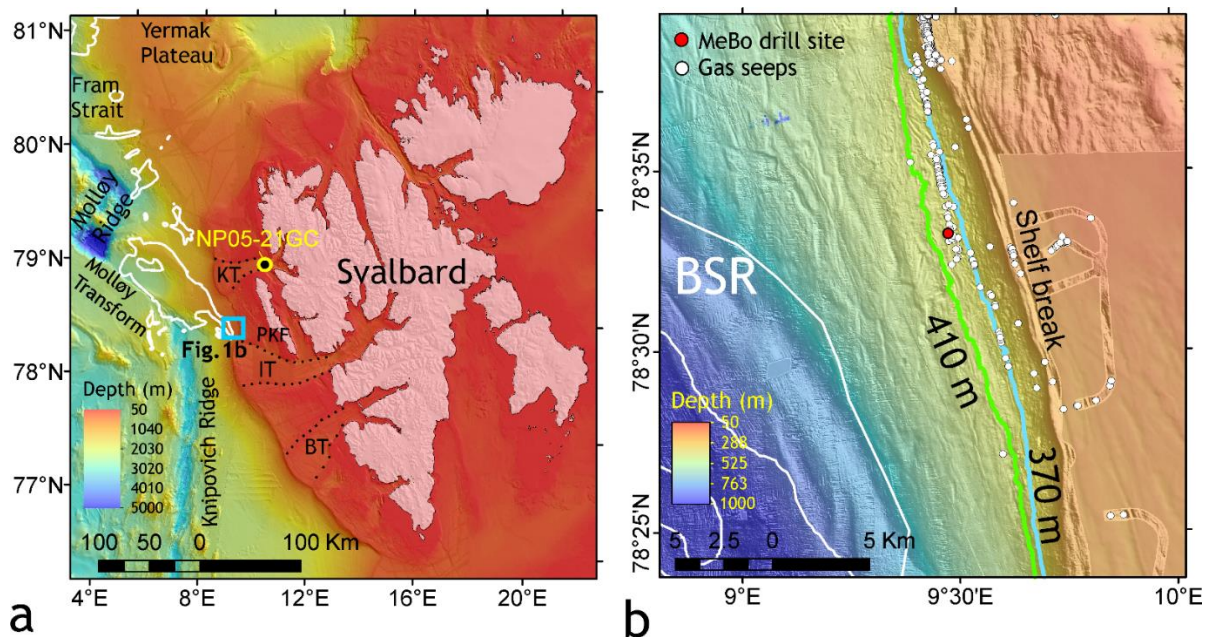 81°N
80°N
79°N
78°N
77°N
4°E
8°E
12°E
16°E
20°E
Yermak
Plateau
Fram
Strait
Molløy
Ridge
Molløy
Transform
NP05-21GC
KT
Svalbard
PKF
Fig.1b
IT
BT
Knipovich Ridge
Depth (m)
50
1040
2030
3020
4010
5000
100 50 0 100 Km
a
MeBo drill site
Gas seeps
78°35'N
78°30'N
78°25'N
BSR
Shelf break
410 m
370 m
Depth (m)
50
288
525
763
1000
5 2.5 0 5 Km
9°E
9°30'E
10°E
b